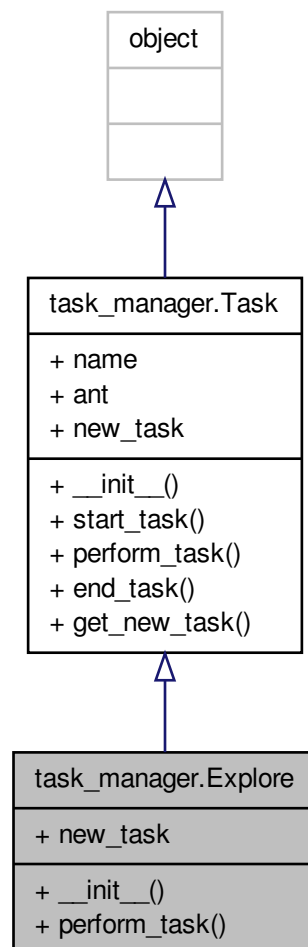 object
task_manager.Task
+ name
+ ant
+ new_task
+ __init__()
+ start_task()
+ perform_task()
+ end_task()
+ get_new_task()
task_manager.Explore
+ new_task
+ __init__()
+ perform_task()